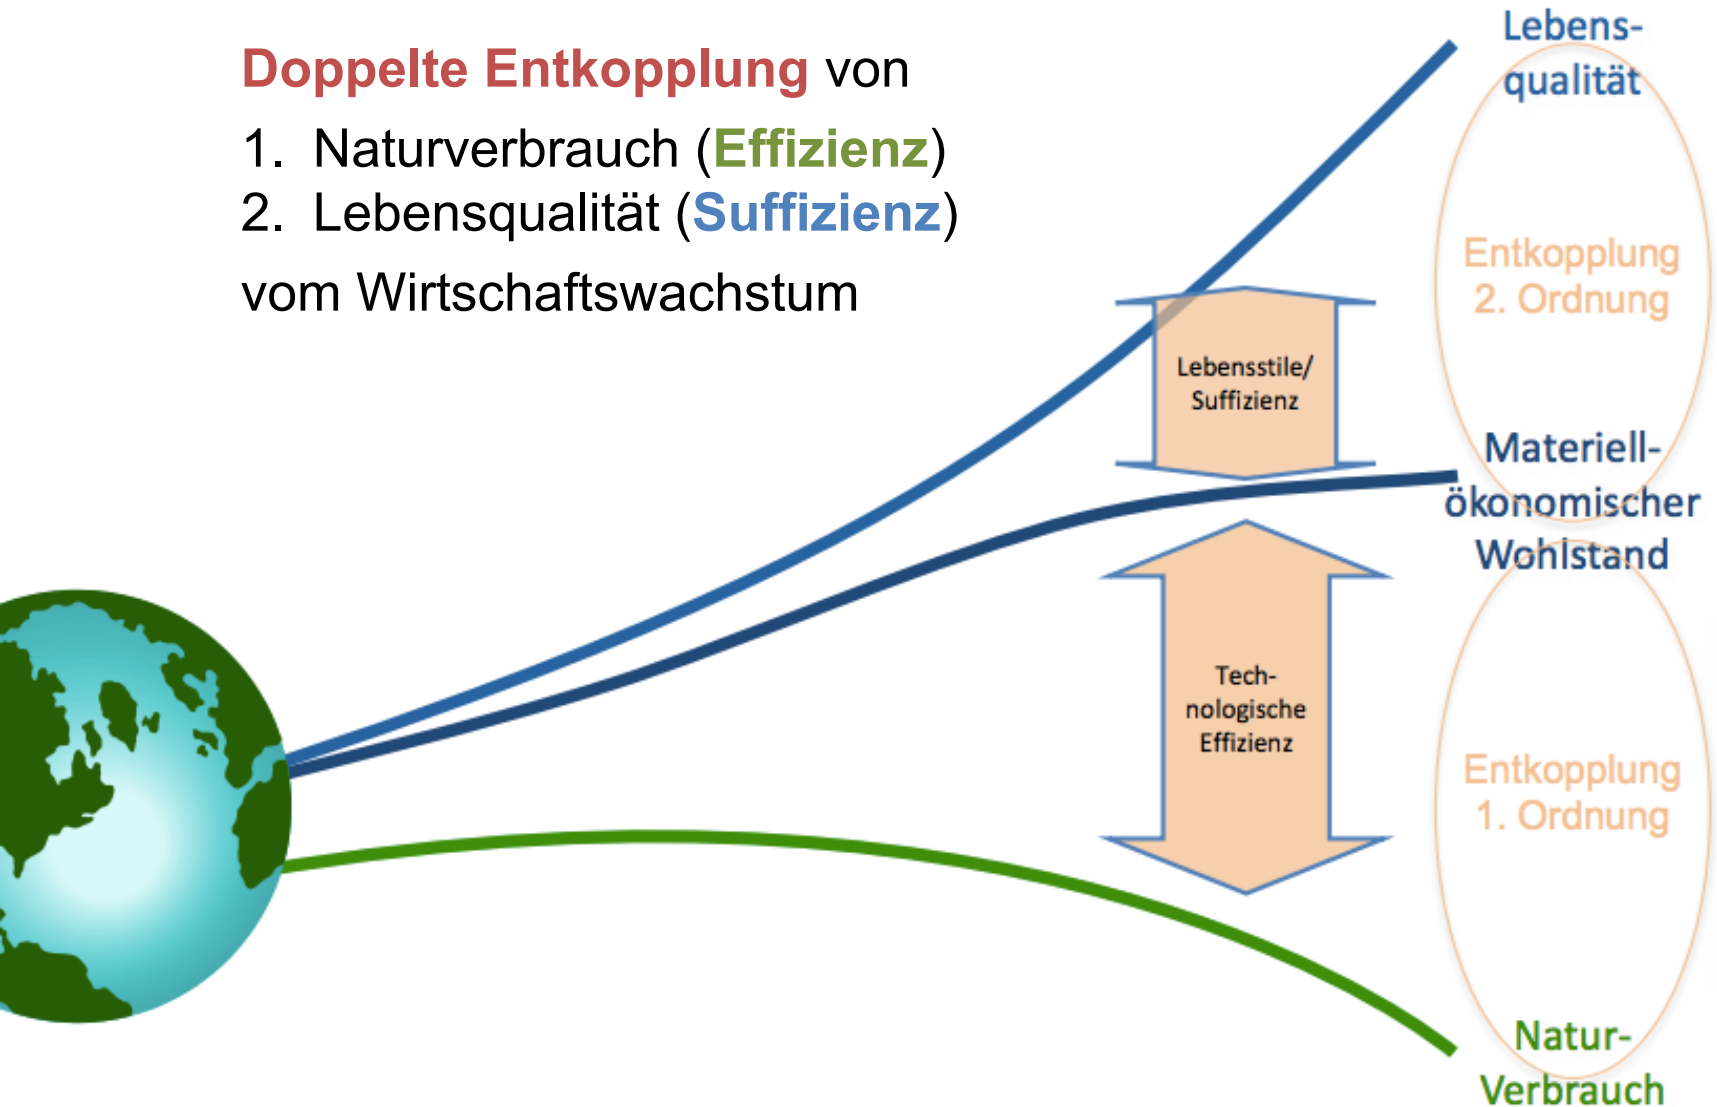 Doppelte Entkopplung von
1. Naturverbrauch (Effizienz)
2. Lebensqualität (Suffizienz)
vom Wirtschaftswachstum
Lebens-
qualität
Entkopplung
2. Ordnung
Lebensstile/
Suffizienz
Materiell-
ökonomischer
Wohlstand
Tech-
nologische
Effizienz
Entkopplung
1. Ordnung
Natur-
Verbrauch